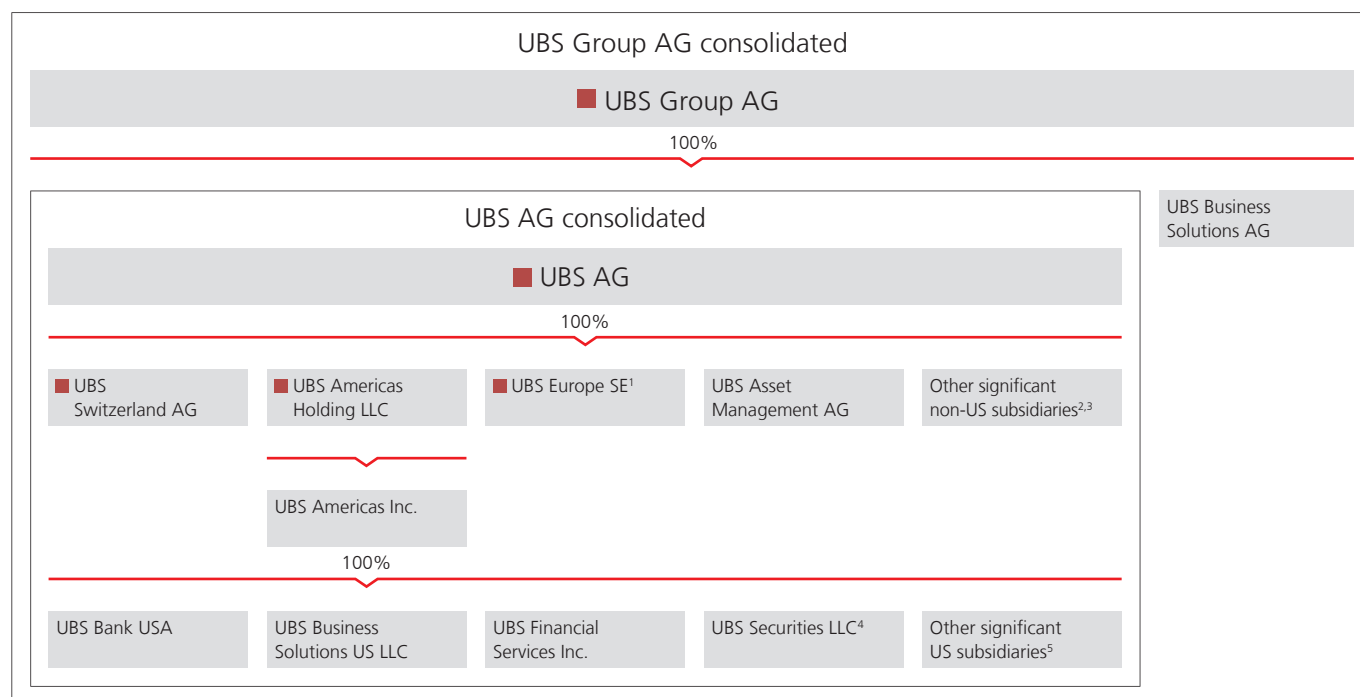 UBS Group AG consolidated
UBS Group AG
100%
UBS AG consolidated
UBS Business
Solutions AG
UBS AG
100%
UBS
Switzerland AG
UBS Americas
Holding LLC
UBS Europe SE¹
UBS Asset
Management AG
Other significant
non-US subsidiaries²,³
UBS Americas Inc.
100%
UBS Bank USA
UBS Business
Solutions US LLC
UBS Financial
Services Inc.
UBS Securities LLC⁴
Other significant
US subsidiaries⁵